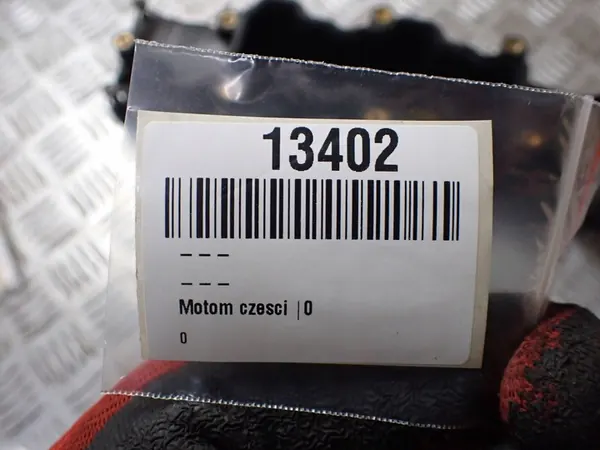 13402
---
---
Motom czesci |0
0